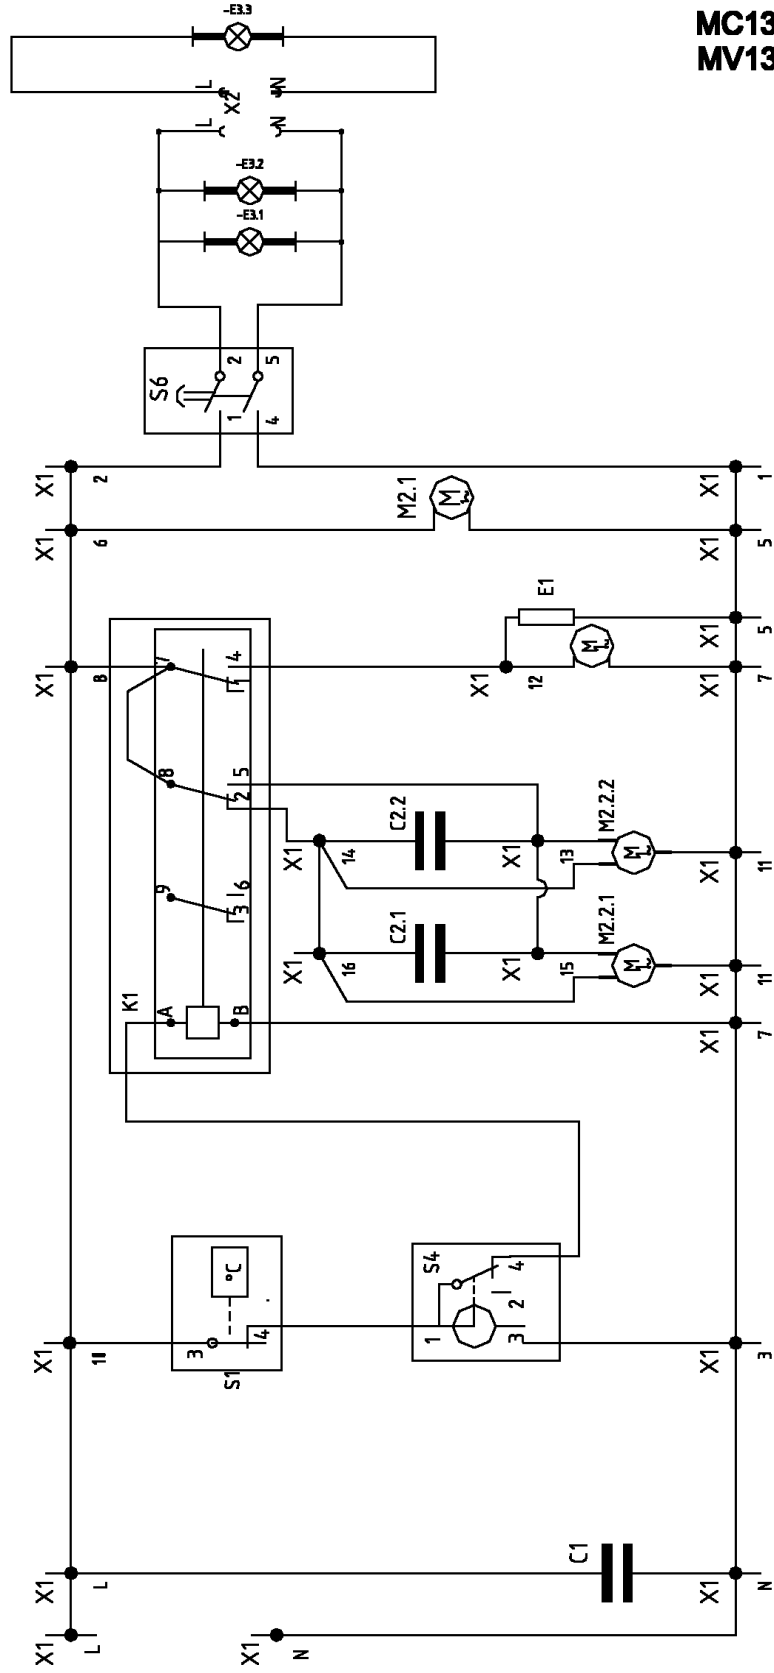 MC13
MV13
-E3.3
L
N
X2
L
N
-E3.2
-E3.1
S6
2
5
1
4
X1
2
X1
1
M2.1
M
X1
6
X1
5
E1
X1
5
X1
8
7
4
1
X1
12
M
X1
7
8
5
2
X1
14
C2.2
X1
13
M2.2.2
M
X1
11
9
6
3
X1
16
C2.1
X1
15
M2.2.1
M
X1
11
K1
A
B
X1
7
S1
°C
3
4
S4
1
2
3
4
X1
10
X1
3
C1
X1
L
X1
N
X1
L
X1
N